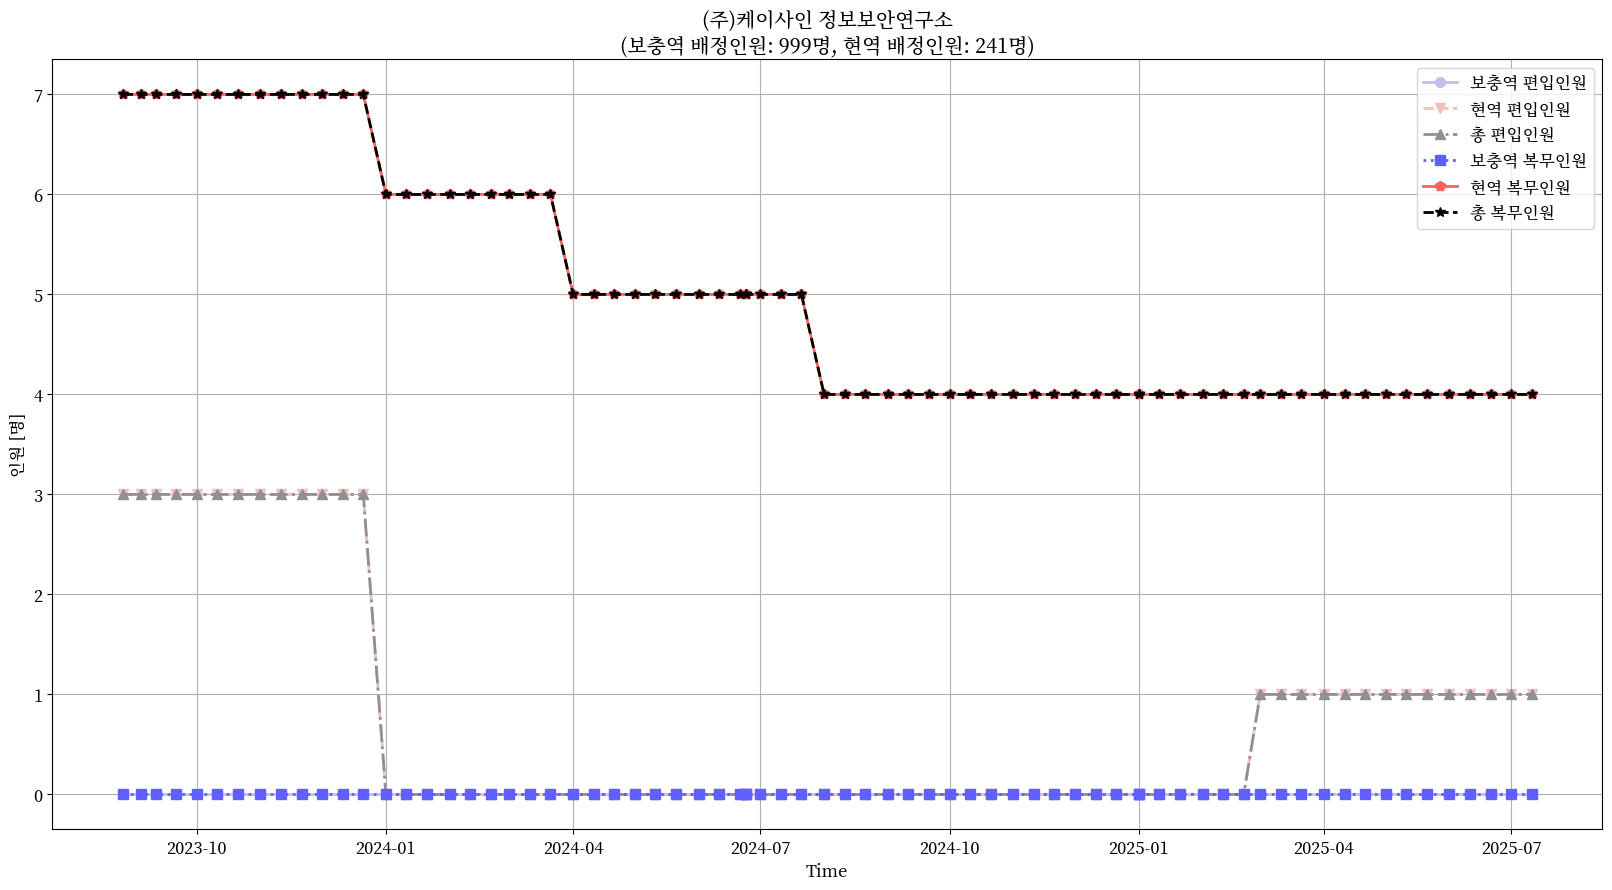 (주)케이사인 정보보안연구소
(보충역 배정인원: 999명, 현역 배정인원: 241명)
보충역 편입인원
현역 편입인원
총 편입인원
보충역 복무인원
현역 복무인원
총 복무인원
인원 [명]
7
6
5
4
3
2
1
0
2023-10
2024-01
2024-04
2024-07
2024-10
2025-01
2025-04
2025-07
Time